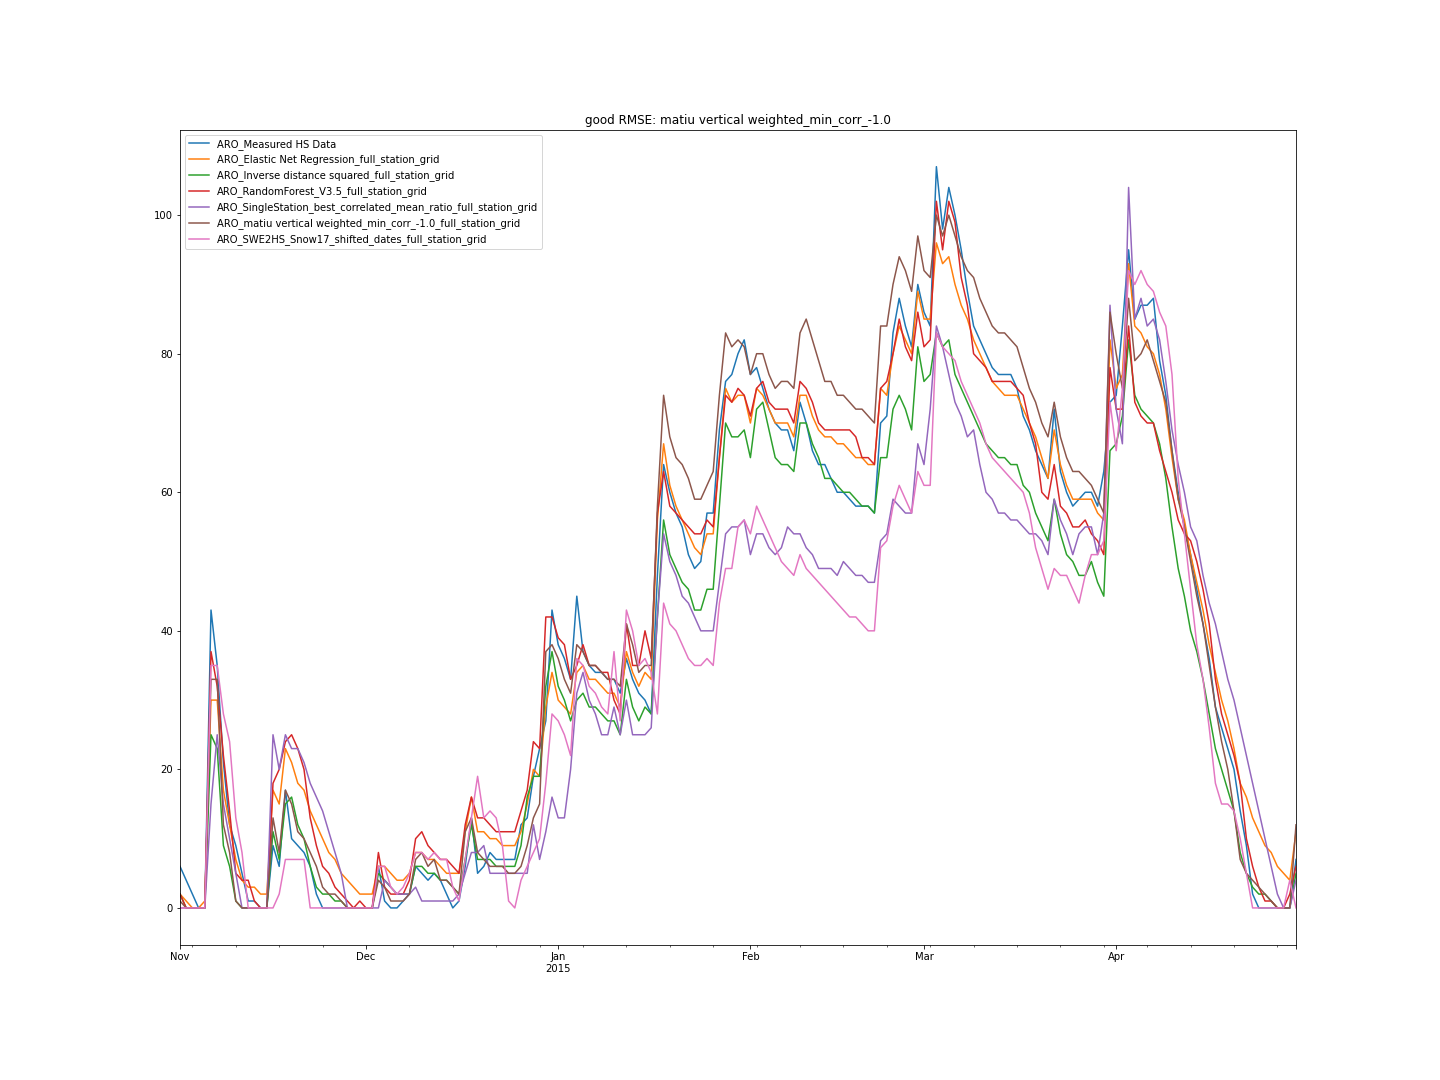 good RMSE: matiu vertical weighted_min_corr_-1.0
ARO_Measured HS Data
ARO_Elastic Net Regression_full_station_grid
ARO_Inverse distance squared_full_station_grid
ARO_RandomForest_V3.5_full_station_grid
ARO_SingleStation_best_correlated_mean_ratio_full_station_grid
ARO_matiu vertical weighted_min_corr_-1.0_full_station_grid
ARO_SWE2HS_Snow17_shifted_dates_full_station_grid
100
80
60
40
20
0
Nov
Dec
Jan
2015
Feb
Mar
Apr